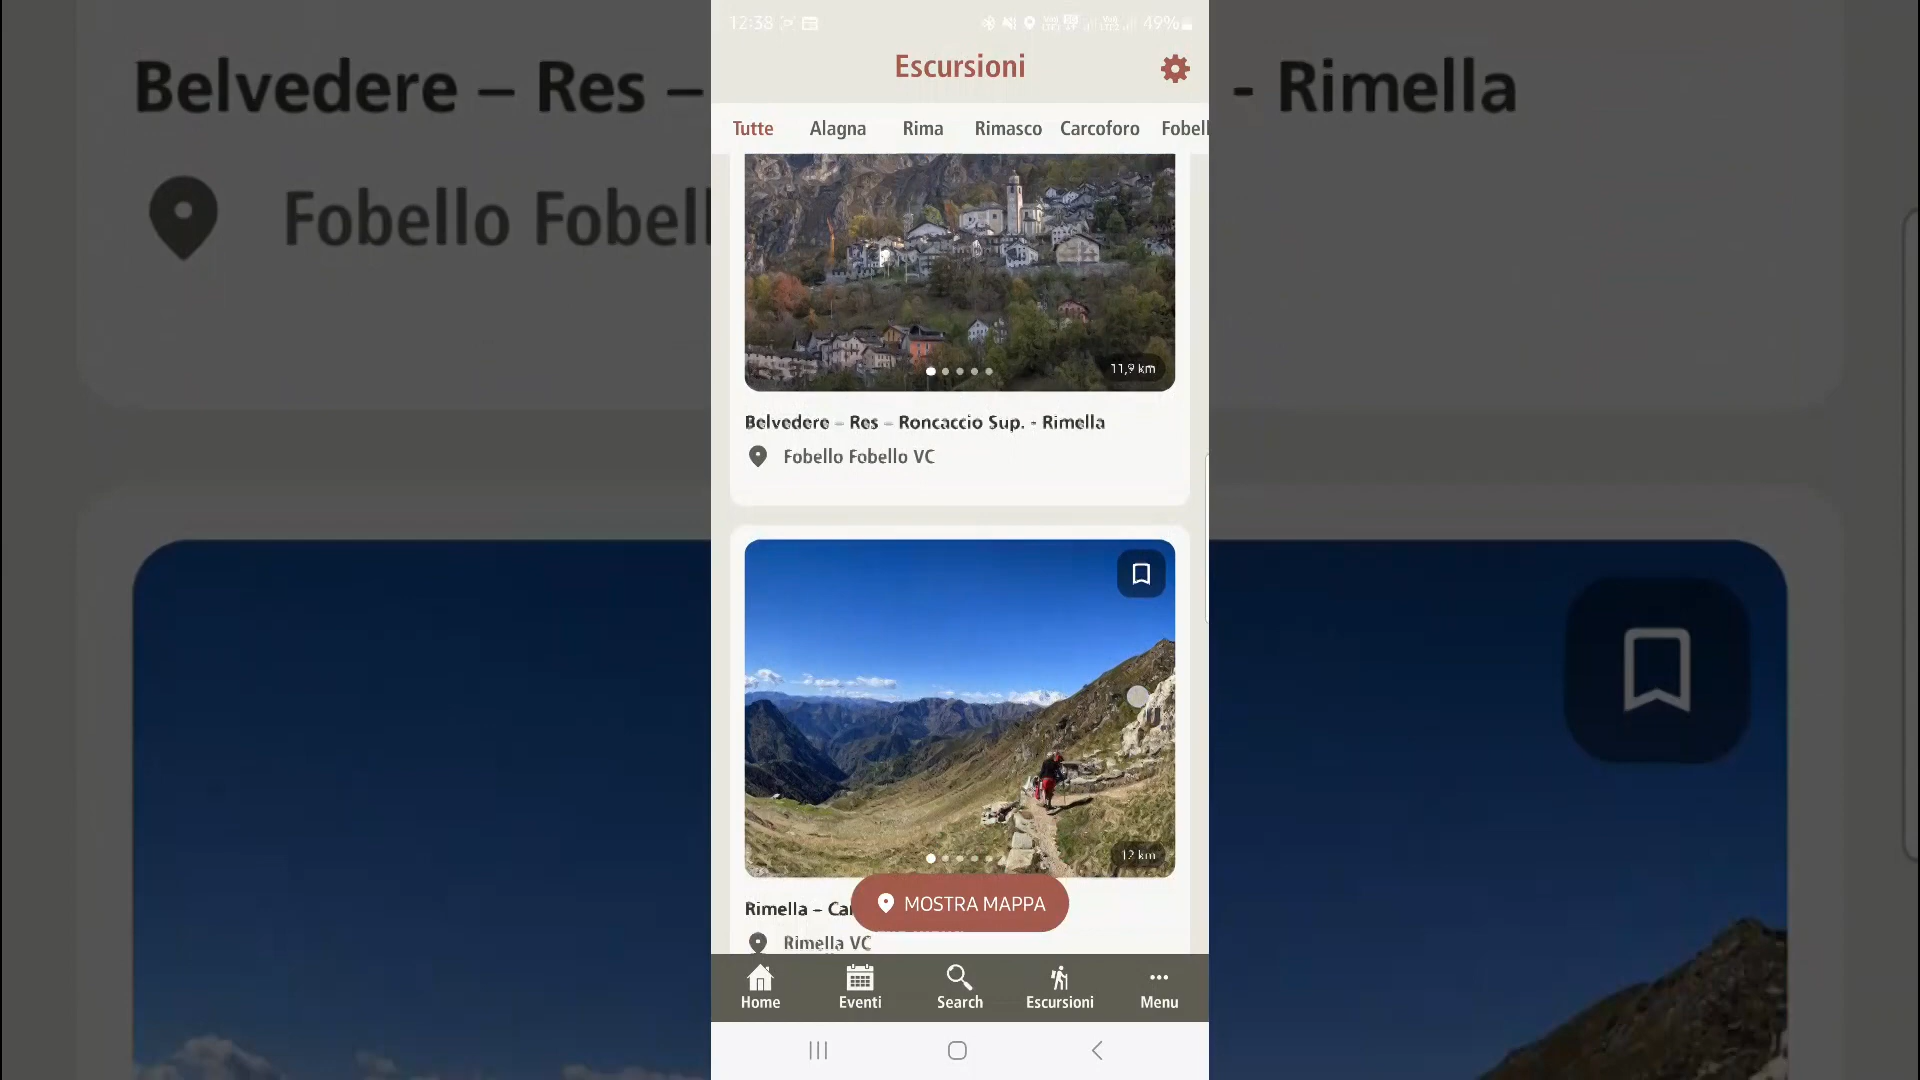 12:38
49%
Escursioni
Tutte Alagna Rima Rimasco Carcoforo Fobell
11,9 km
Belvedere – Res – Roncaccio Sup. - Rimella
Fobello Fobello VC
12 km
Rimella –
MOSTRA MAPPA
Rimella VC
Home Eventi Search Escursioni Menu
Belvedere – Res –
- Rimella
Fobello Fobell